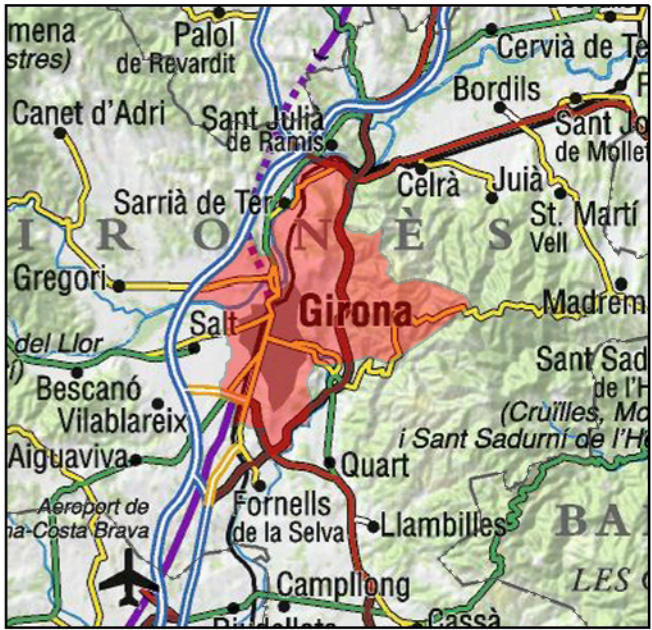 mena
stres)
Palol
de Revardit
Cervià de Te
Bordils
Canet d'Adri
Sant Julià
de Ramis
Sant Jo
de Mollet
Celrà
Juià
Sarrià de Ter
St. Martí
Vell
I R O N È S
Gregori
Madrem
Girona
Salt
del Llor
í)
Bescanó
Sant Sad
de l'H
Vilablareix
(Cruïlles, Mo
i Sant Sadurní de l'He
Aiguaviva
Quart
Aeroport de
na-Costa Brava
Fornells
de la Selva
Llambilles
BA
LES
Campllong
Cassà